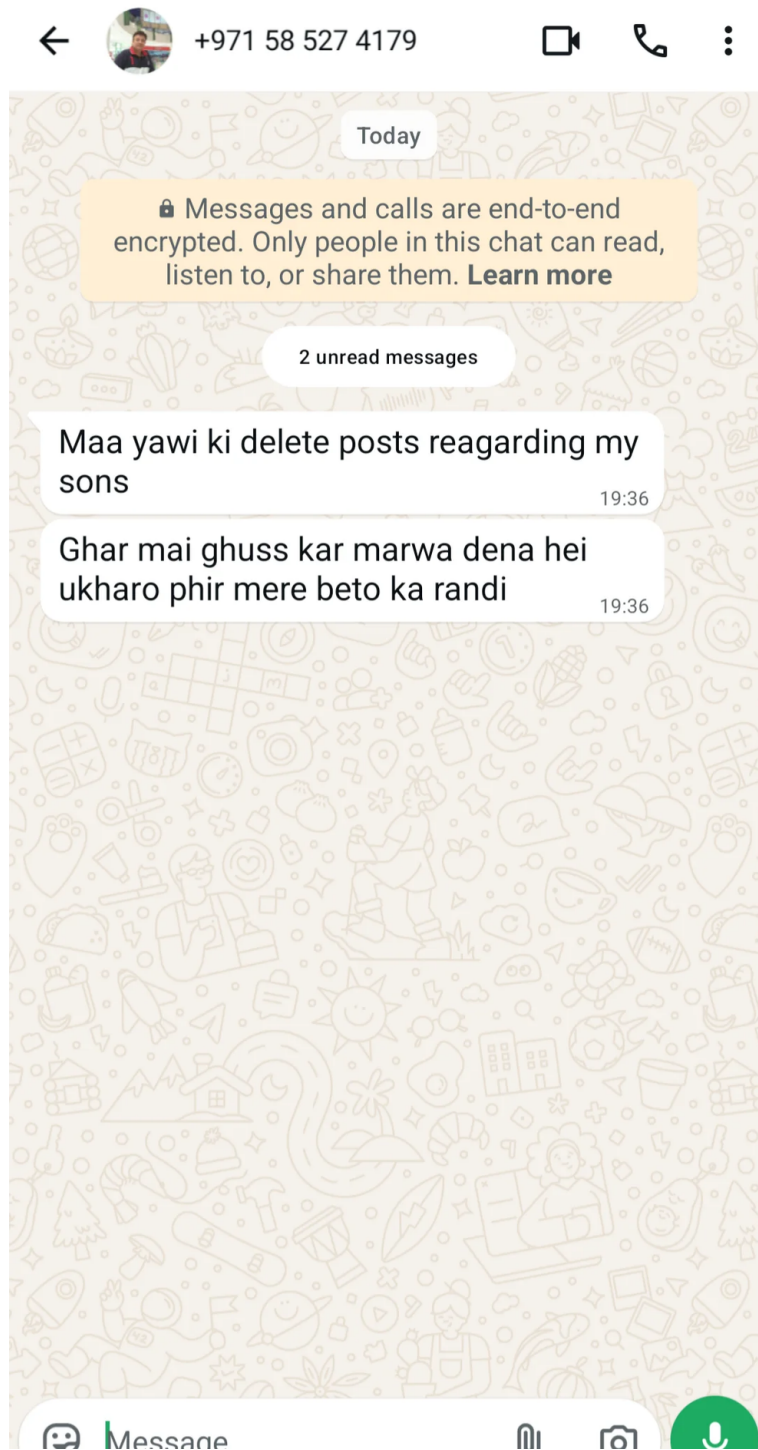 +971 58 527 4179
Today
Messages and calls are end-to-end
encrypted. Only people in this chat can read,
listen to, or share them. Learn more
2 unread messages
Maa yawi ki delete posts reagarding my
sons
19:36
Ghar mai ghuss kar marwa dena hei
ukharo phir mere beto ka randi
19:36
Message